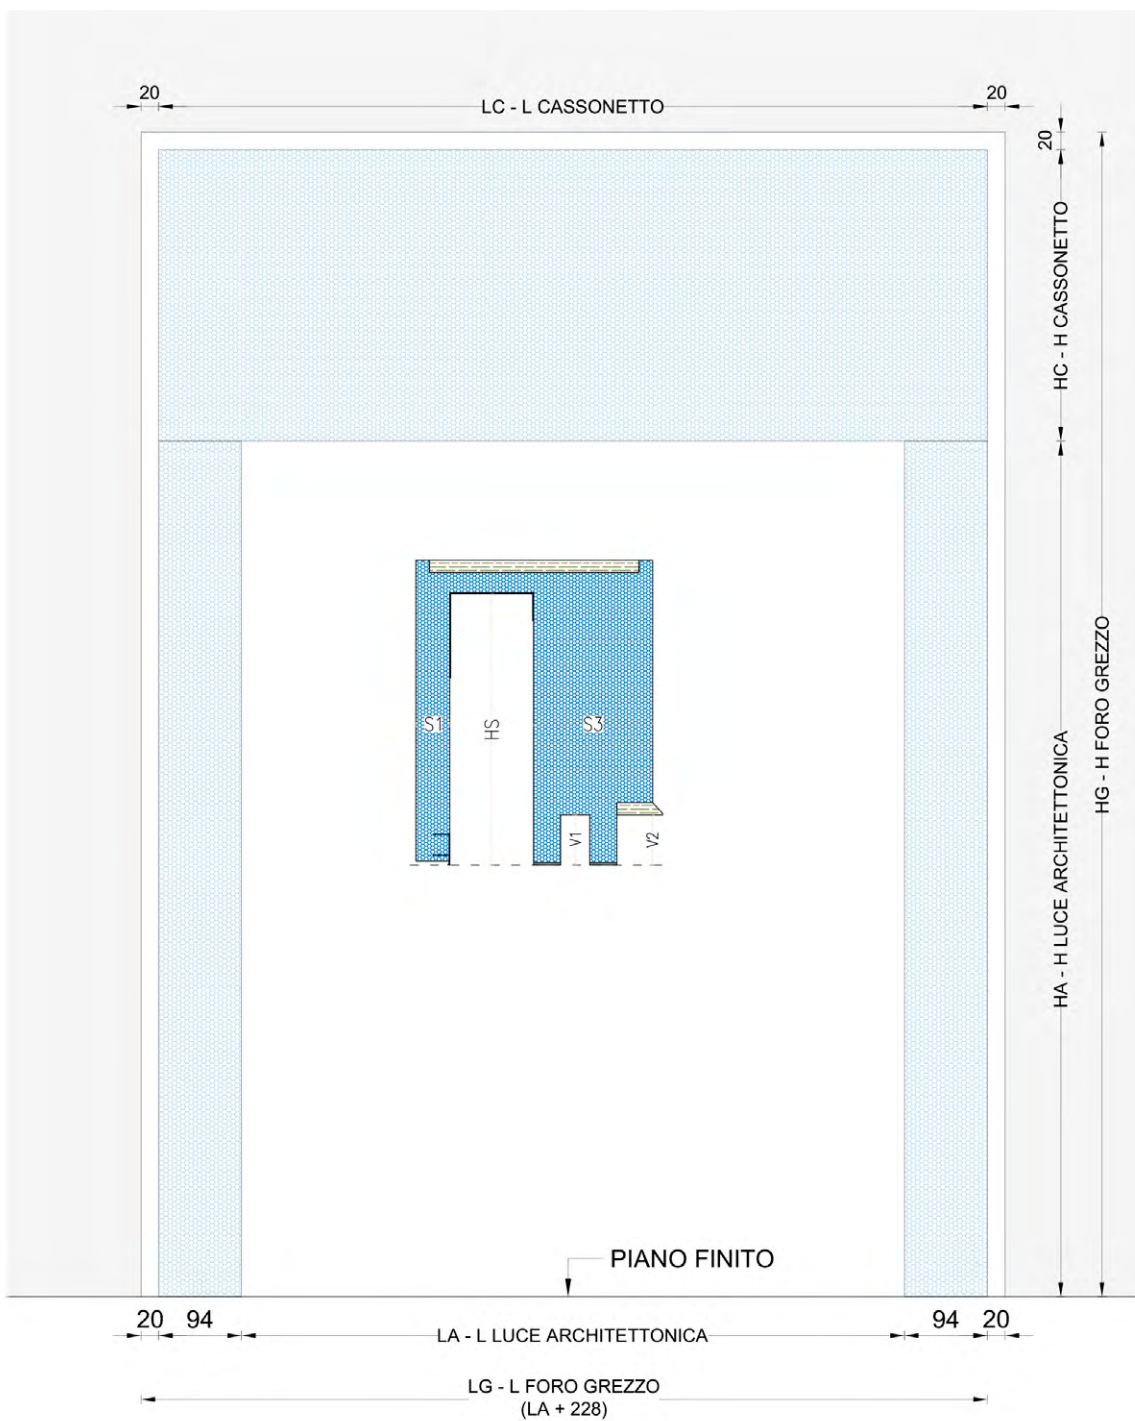 20
LC - L CASSONETTO
20
20
HC - H CASSONETTO
HG - H FORO GREZZO
HA - H LUCE ARCHITETTONICA
S1
HS
S3
V1
V2
PIANO FINITO
20
94
LA - L LUCE ARCHITETTONICA
94
20
LG - L FORO GREZZO
(LA + 228)